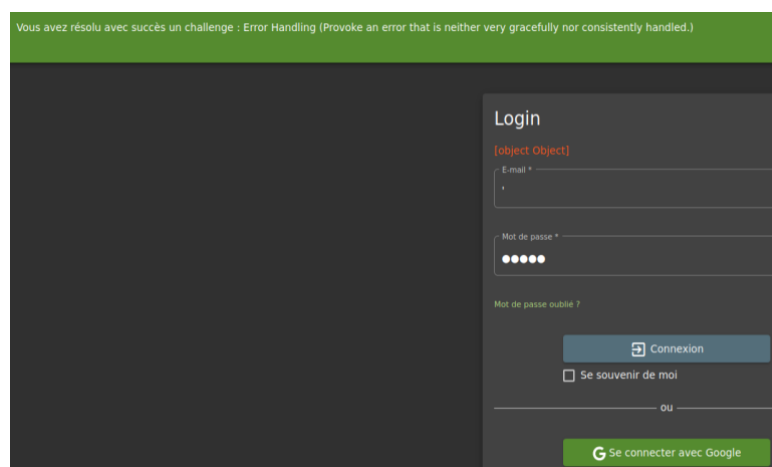 Vous avez résolu avec succès un challenge : Error Handling (Provoke an error that is neither very gracefully nor consistently handled.)
Login
[object Object]
E-mail *
'
Mot de passe *
●●●●●
Mot de passe oublié ?
Connexion
Se souvenir de moi
ou
Se connecter avec Google